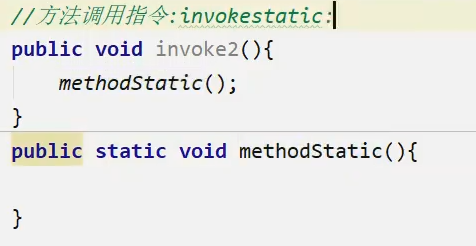 //方法调用指令:invokestatic:
public void invoke2(){
methodStatic();
}
public static void methodStatic(){
}